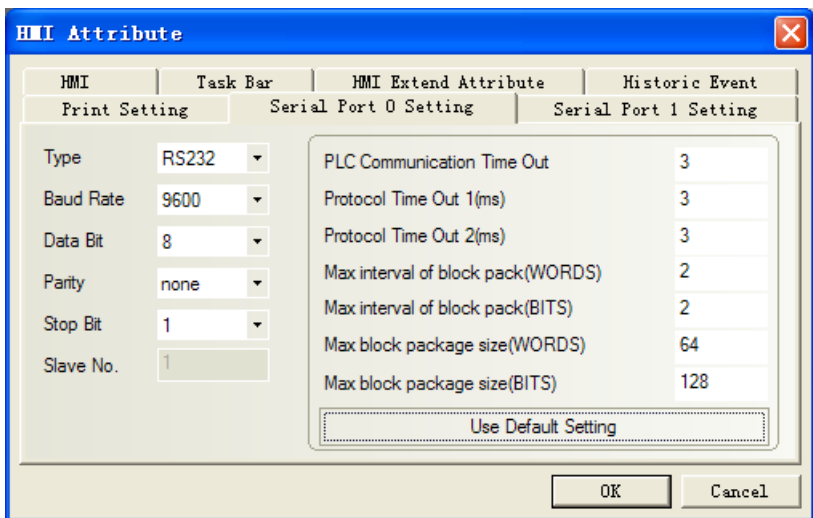 HMI Attribute
HMI Task Bar HMI Extend Attribute Historic Event
Print Setting Serial Port 0 Setting Serial Port 1 Setting
Type RS232
Baud Rate 9600
Data Bit 8
Parity none
Stop Bit 1
Slave No. 1
PLC Communication Time Out 3
Protocol Time Out 1(ms) 3
Protocol Time Out 2(ms) 3
Max interval of block pack(WORDS) 2
Max interval of block pack(BITS) 2
Max block package size(WORDS) 64
Max block package size(BITS) 128
Use Default Setting
OK Cancel